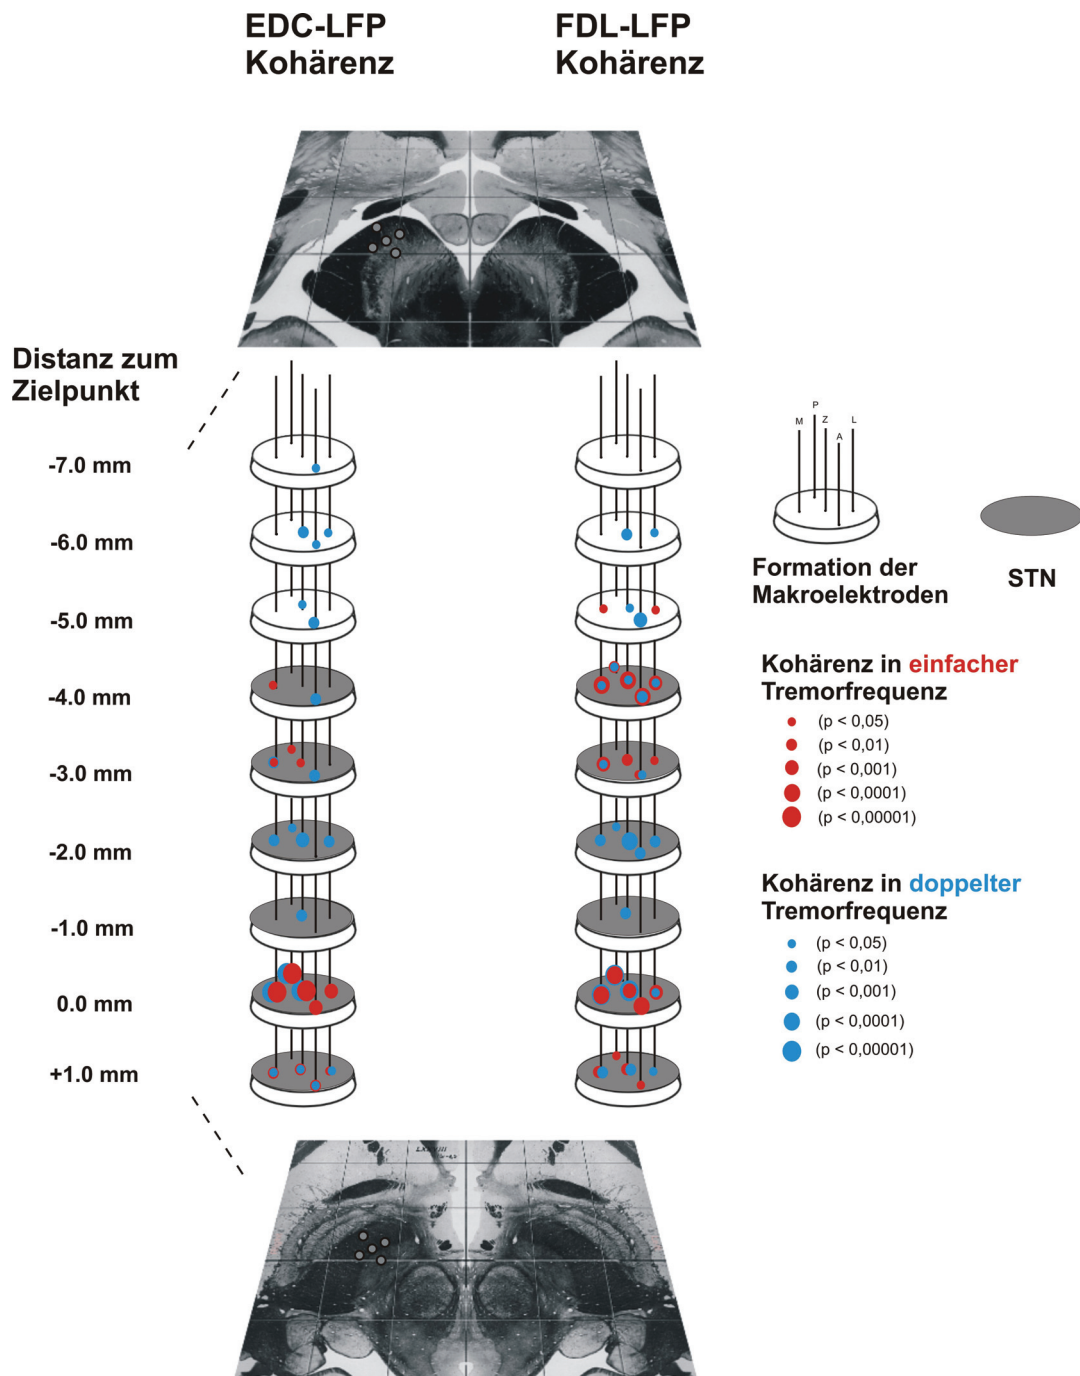 EDC-LFP
Kohärenz
FDL-LFP
Kohärenz
Distanz zum
Zielpunkt
-7.0 mm
-6.0 mm
-5.0 mm
-4.0 mm
-3.0 mm
-2.0 mm
-1.0 mm
0.0 mm
+1.0 mm
M P Z A L
Formation der
Makroelektroden
STN
Kohärenz in einfacher
Tremorfrequenz
(p < 0,05)
(p < 0,01)
(p < 0,001)
(p < 0,0001)
(p < 0,00001)
Kohärenz in doppelter
Tremorfrequenz
(p < 0,05)
(p < 0,01)
(p < 0,001)
(p < 0,0001)
(p < 0,00001)